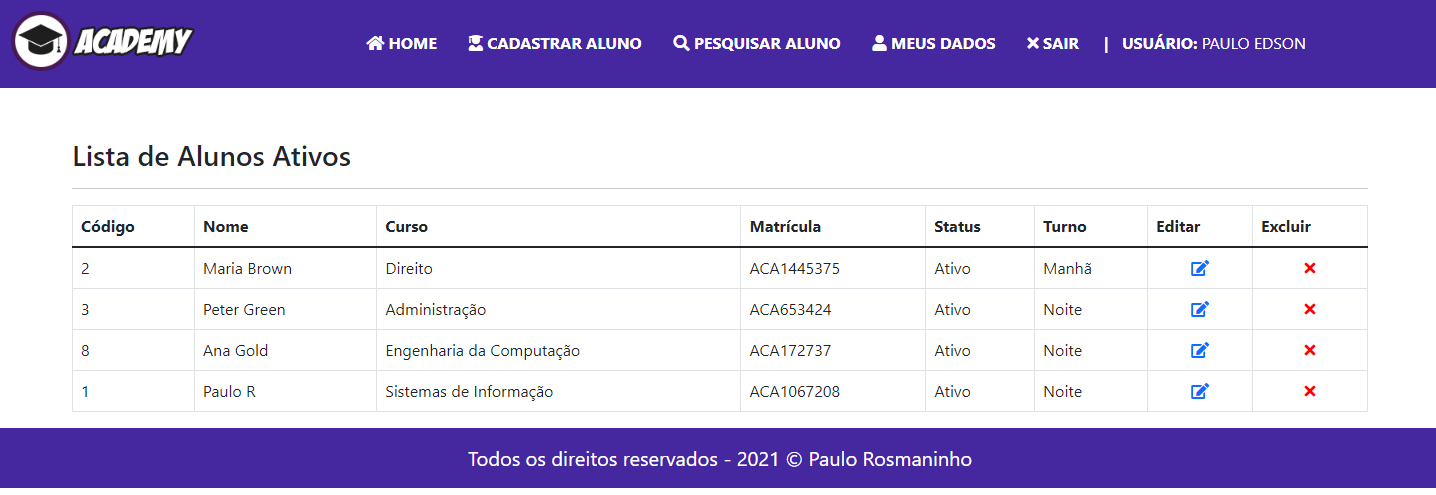 ACADEMY HOME CADASTRAR ALUNO PESQUISAR ALUNO MEUS DADOS SAIR | USUÁRIO: PAULO EDSON
Lista de Alunos Ativos
Código Nome Curso Matrícula Status Turno Editar Excluir
2 Maria Brown Direito ACA1445375 Ativo Manhã
3 Peter Green Administração ACA653424 Ativo Noite
8 Ana Gold Engenharia da Computação ACA172737 Ativo Noite
1 Paulo R Sistemas de Informação ACA1067208 Ativo Noite
Todos os direitos reservados - 2021 © Paulo Rosmaninho